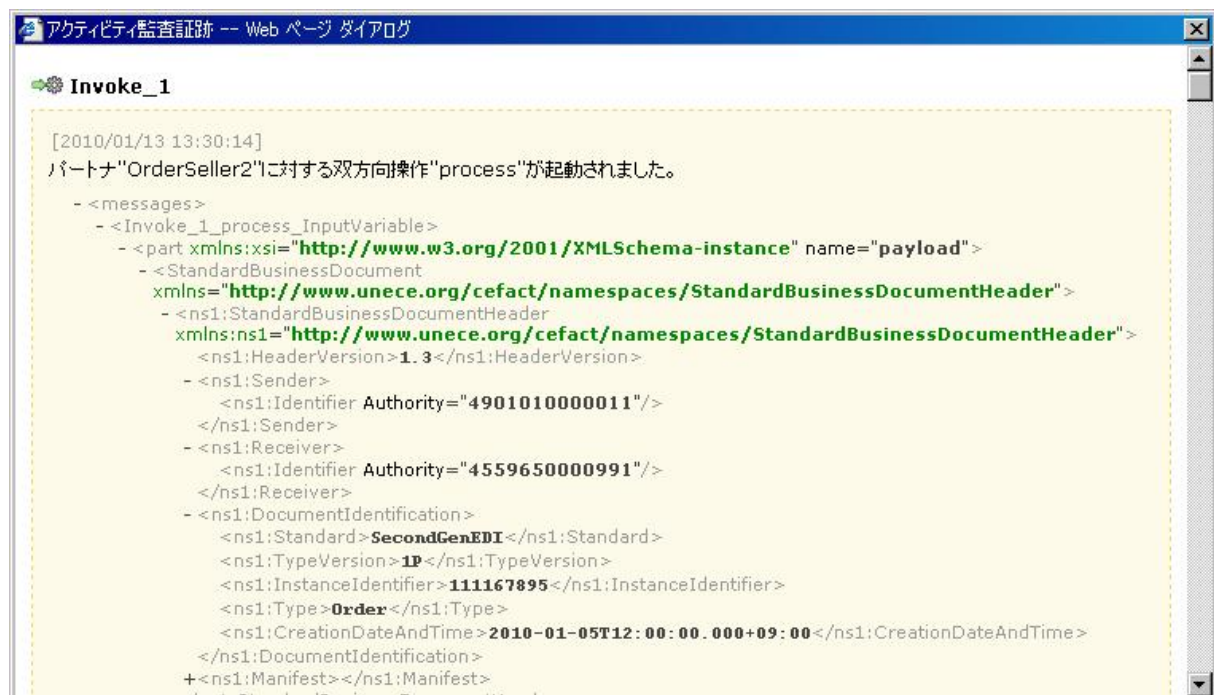 アクティビティ監査証跡 -- Web ページ ダイアログ
Invoke_1
[2010/01/13 13:30:14]
パートナ"OrderSeller2"に対する双方向操作"process"が起動されました。
- <messages>
- <Invoke_1_process_InputVariable>
- <part xmlns:xsi="http://www.w3.org/2001/XMLSchema-instance" name="payload">
- <StandardBusinessDocument
xmlns="http://www.unece.org/cefact/namespaces/StandardBusinessDocumentHeader">
- <ns1:StandardBusinessDocumentHeader
xmlns:ns1="http://www.unece.org/cefact/namespaces/StandardBusinessDocumentHeader">
<ns1:HeaderVersion>1.3</ns1:HeaderVersion>
- <ns1:Sender>
<ns1:Identifier Authority="4901010000011"/>
</ns1:Sender>
- <ns1:Receiver>
<ns1:Identifier Authority="4559650000991"/>
</ns1:Receiver>
- <ns1:DocumentIdentification>
<ns1:Standard>SecondGenEDI</ns1:Standard>
<ns1:TypeVersion>1P</ns1:TypeVersion>
<ns1:InstanceIdentifier>111167895</ns1:InstanceIdentifier>
<ns1:Type>Order</ns1:Type>
<ns1:CreationDateAndTime>2010-01-05T12:00:00.000+09:00</ns1:CreationDateAndTime>
</ns1:DocumentIdentification>
+<ns1:Manifest></ns1:Manifest>